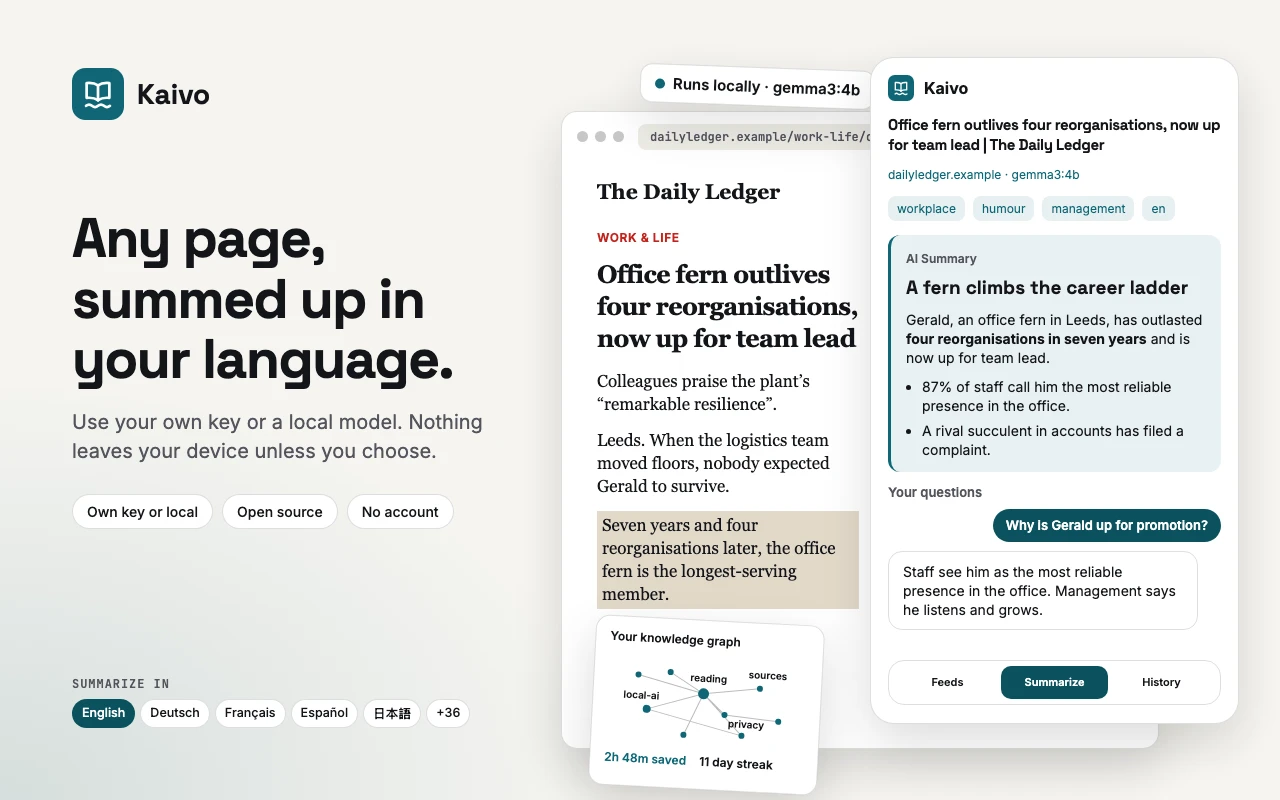 Kaivo
Any page,
summed up in
your language.
Use your own key or a local model. Nothing
leaves your device unless you choose.
Own key or local
Open source
No account
SUMMARIZE IN
English
Deutsch
Français
Español
日本語
+36
Runs locally · gemma3:4b
dailyledger.example/work-life/
The Daily Ledger
WORK & LIFE
Office fern outlives
four reorganisations,
now up for team lead
Colleagues praise the plant’s
“remarkable resilience”.
Leeds. When the logistics team
moved floors, nobody expected
Gerald to survive.
Seven years and four
reorganisations later, the office
fern is the longest-serving
member.
Your knowledge graph
reading
sources
local-ai
privacy
2h 48m saved
11 day streak
Kaivo
Office fern outlives four reorganisations, now up
for team lead | The Daily Ledger
dailyledger.example · gemma3:4b
workplace
humour
management
en
AI Summary
A fern climbs the career ladder
Gerald, an office fern in Leeds, has outlasted
four reorganisations in seven years and is
now up for team lead.
• 87% of staff call him the most reliable
presence in the office.
• A rival succulent in accounts has filed a
complaint.
Your questions
Why is Gerald up for promotion?
Staff see him as the most reliable
presence in the office. Management says
he listens and grows.
Feeds
Summarize
History